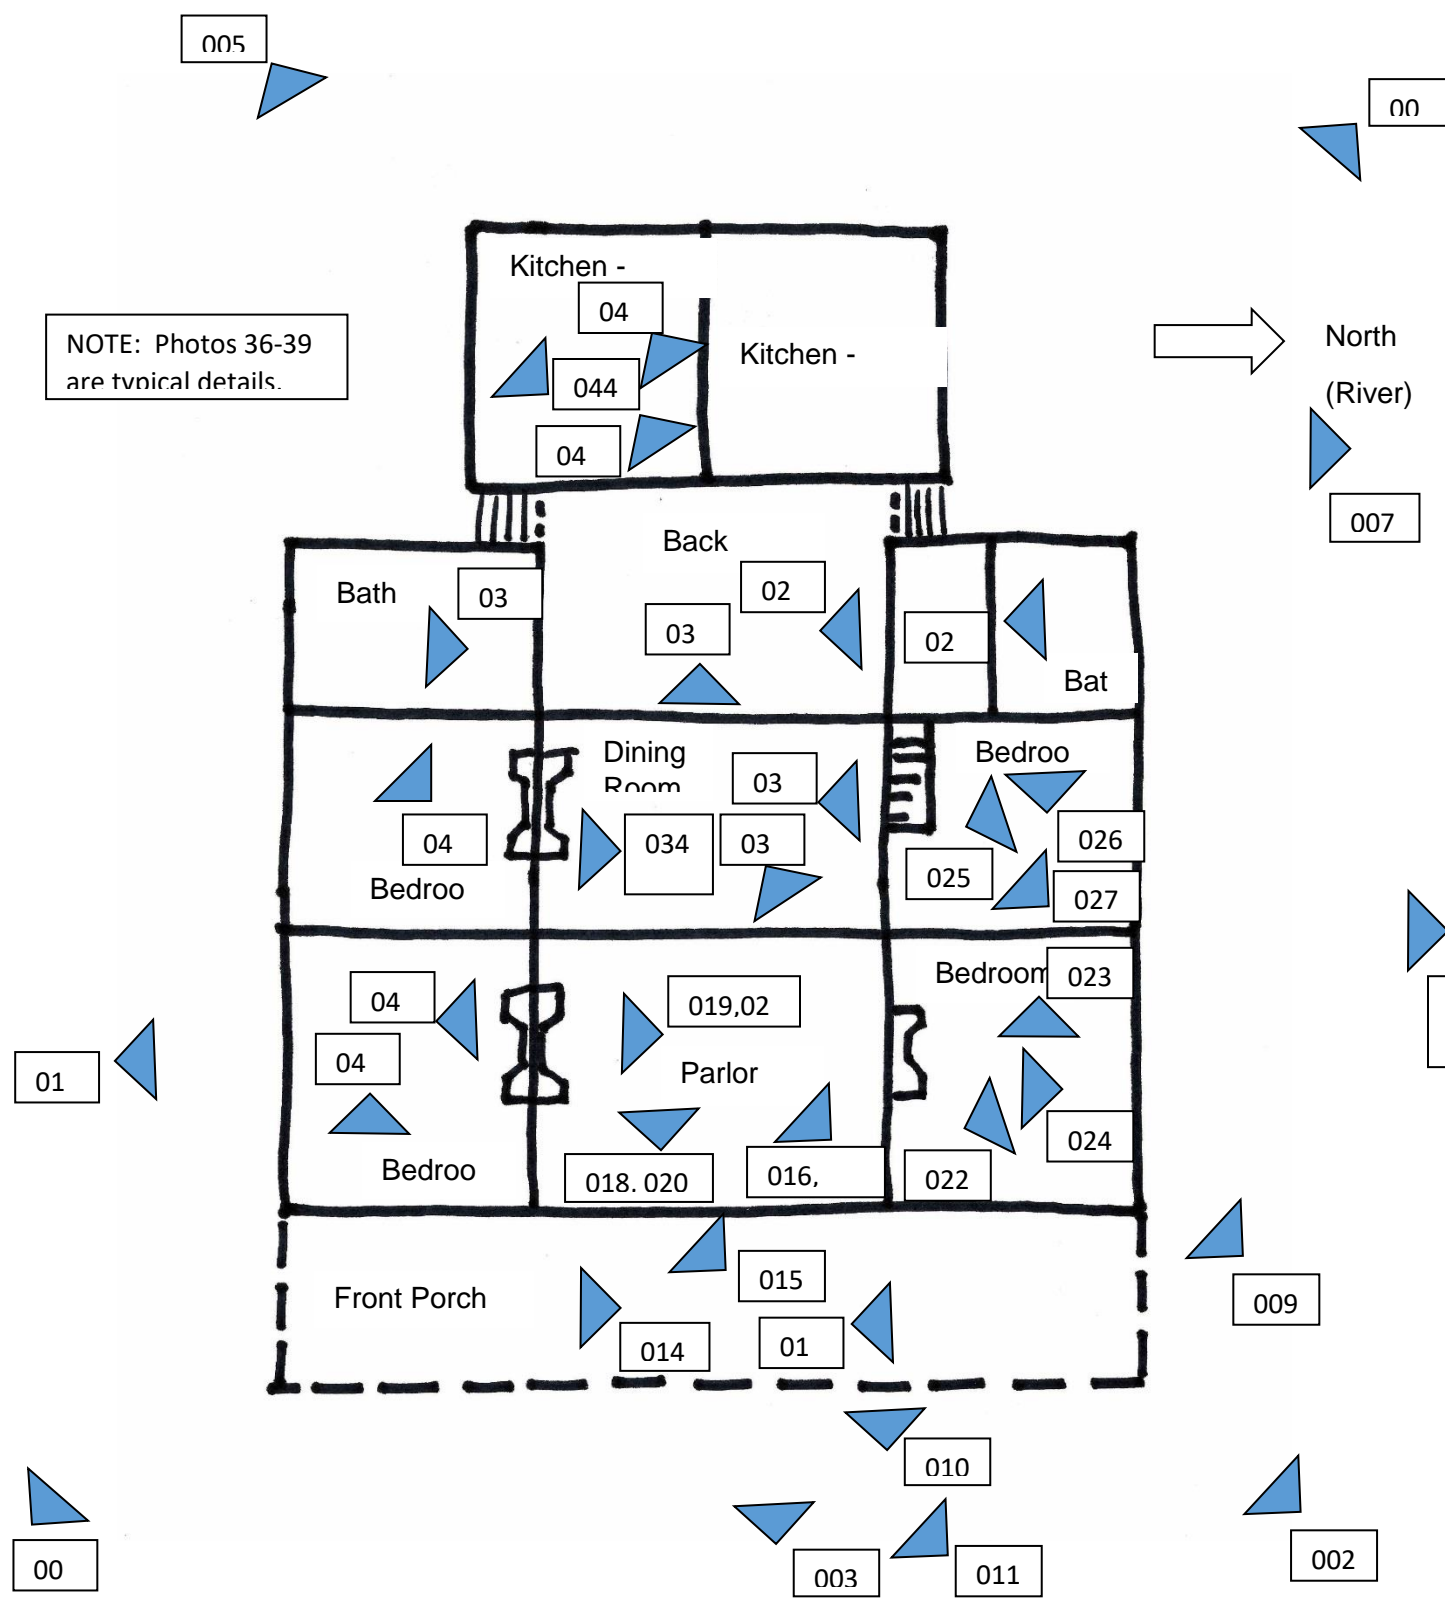 005
00
Kitchen -
04
NOTE: Photos 36-39
are typical details.
North
Kitchen -
044
(River)
04
007
Back
Bath
03
02
03
02
Bat
Dining
Room
Bedroo
03
04
034
03
026
025
Bedroo
027
Bedroom
023
04
019,02
04
Parlor
01
024
Bedroo
018. 020
016,
022
015
Front Porch
009
014
01
010
00
003
011
002